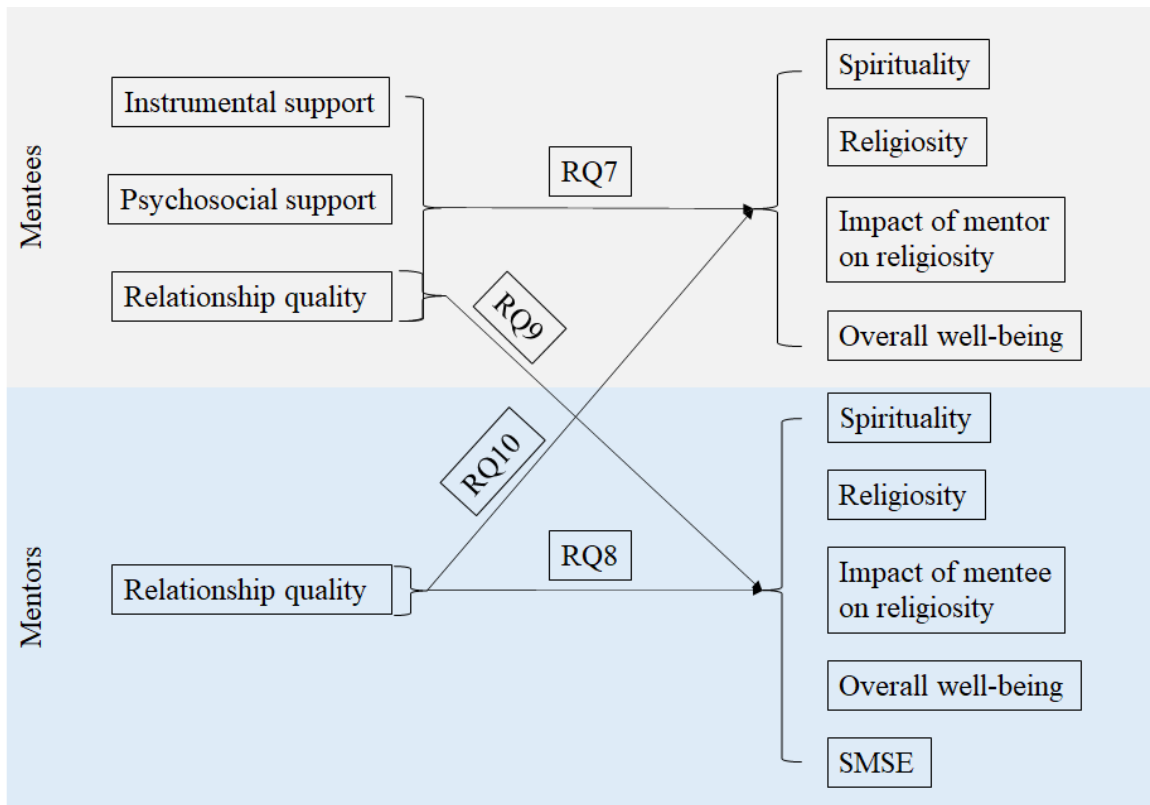 Mentees
Instrumental support
Psychosocial support
Relationship quality
RQ7
RQ9
Spirituality
Religiosity
Impact of mentor
on religiosity
Overall well-being
Mentors
Relationship quality
RQ10
RQ8
Spirituality
Religiosity
Impact of mentee
on religiosity
Overall well-being
SMSE